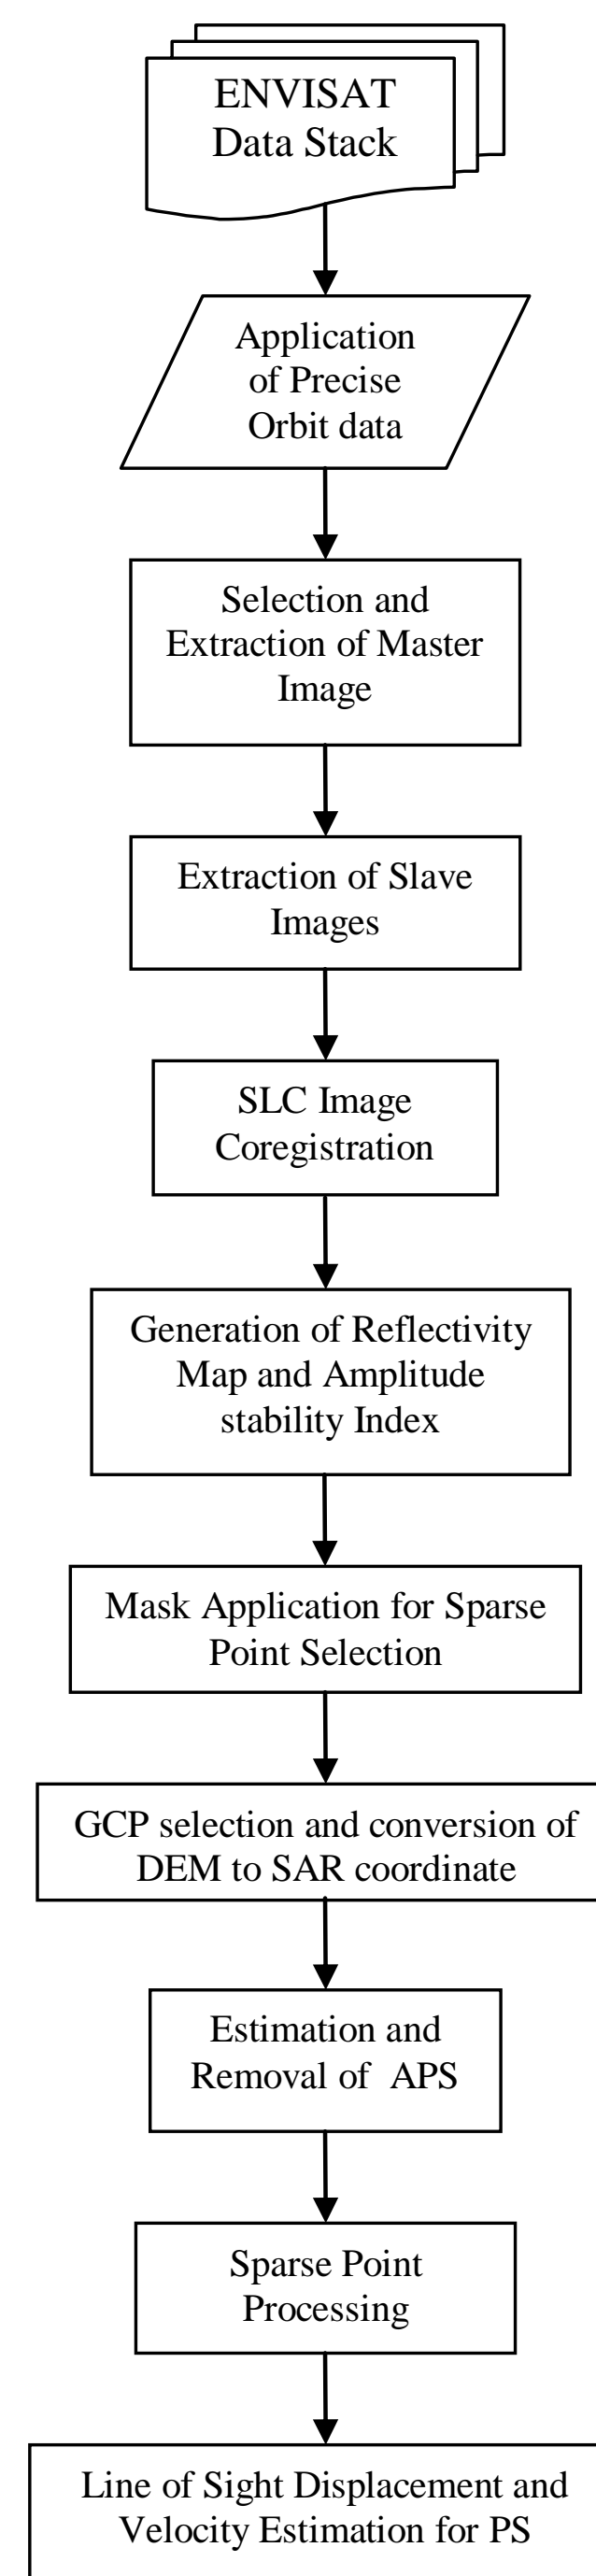 ENVISAT
Data Stack
Application
of Precise
Orbit data
Selection and
Extraction of Master
Image
Extraction of Slave
Images
SLC Image
Coregistration
Generation of Reflectivity
Map and Amplitude
stability Index
Mask Application for Sparse
Point Selection
GCP selection and conversion of
DEM to SAR coordinate
Estimation and
Removal of APS
Sparse Point
Processing
Line of Sight Displacement and
Velocity Estimation for PS